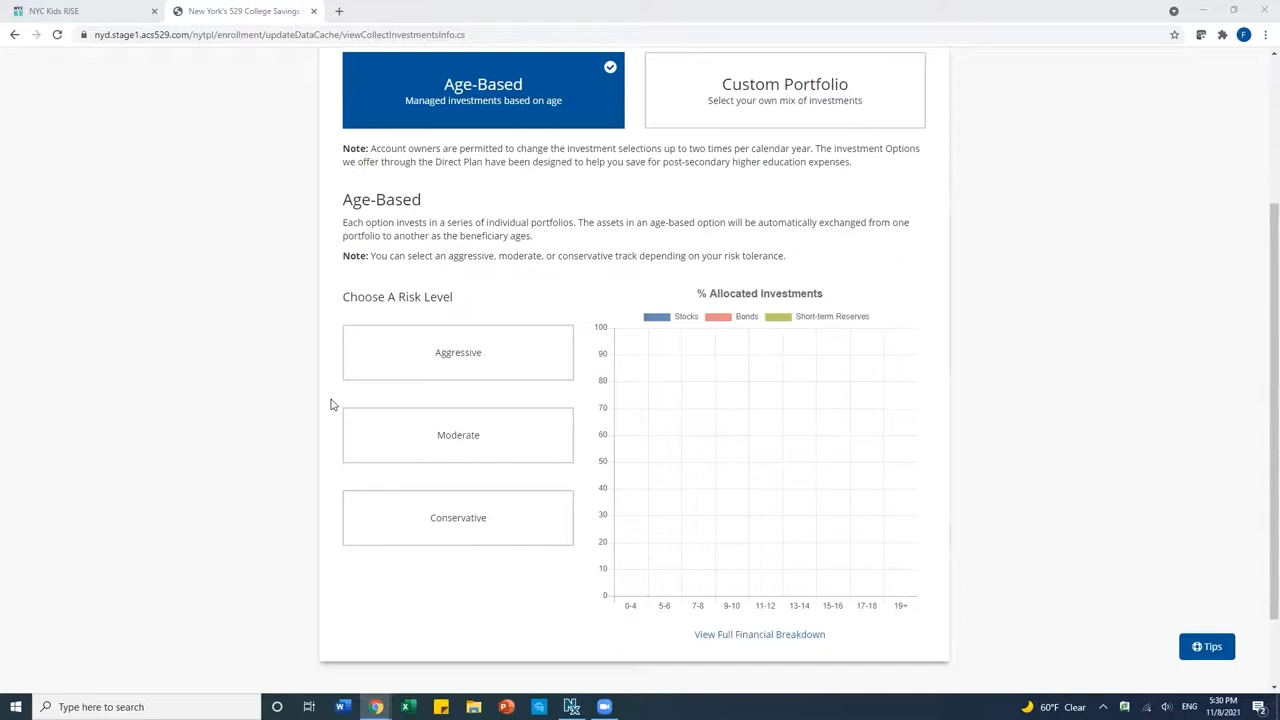 NYC Kids RISE
New York's 529 College Savings
nyd.stage1.acs529.com/nytpl/enrollment/updateDataCache/viewCollectInvestmentsInfo.cs
F
Age-Based
Managed investments based on age
Custom Portfolio
Select your own mix of investments
Note: Account owners are permitted to change the investment selections up to two times per calendar year. The Investment Options
we offer through the Direct Plan have been designed to help you save for post-secondary higher education expenses.
Age-Based
Each option invests in a series of individual portfolios. The assets in an age-based option will be automatically exchanged from one
portfolio to another as the beneficiary ages.
Note: You can select an aggressive, moderate, or conservative track depending on your risk tolerance.
Choose A Risk Level
Aggressive
Moderate
Conservative
% Allocated Investments
Stocks Bonds Short-term Reserves
100
90
80
70
60
50
40
30
20
10
0
0-4 5-6 7-8 9-10 11-12 13-14 15-16 17-18 19+
View Full Financial Breakdown
Tips
Type here to search
60°F Clear
5:30 PM
11/8/2021